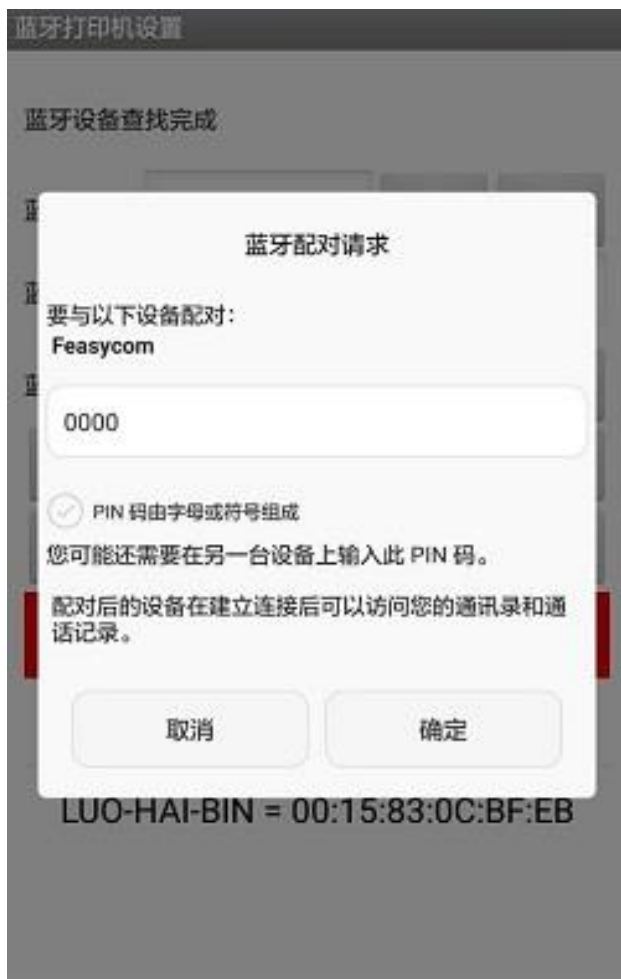 蓝牙打印机设置
蓝牙设备查找完成
蓝牙配对请求
要与以下设备配对：
Feasycom
0000
PIN 码由字母或符号组成
您可能还需要在另一台设备上输入此 PIN 码。
配对后的设备在建立连接后可以访问您的通讯录和通
话记录。
取消
确定
LUO-HAI-BIN = 00:15:83:0C:BF:EB